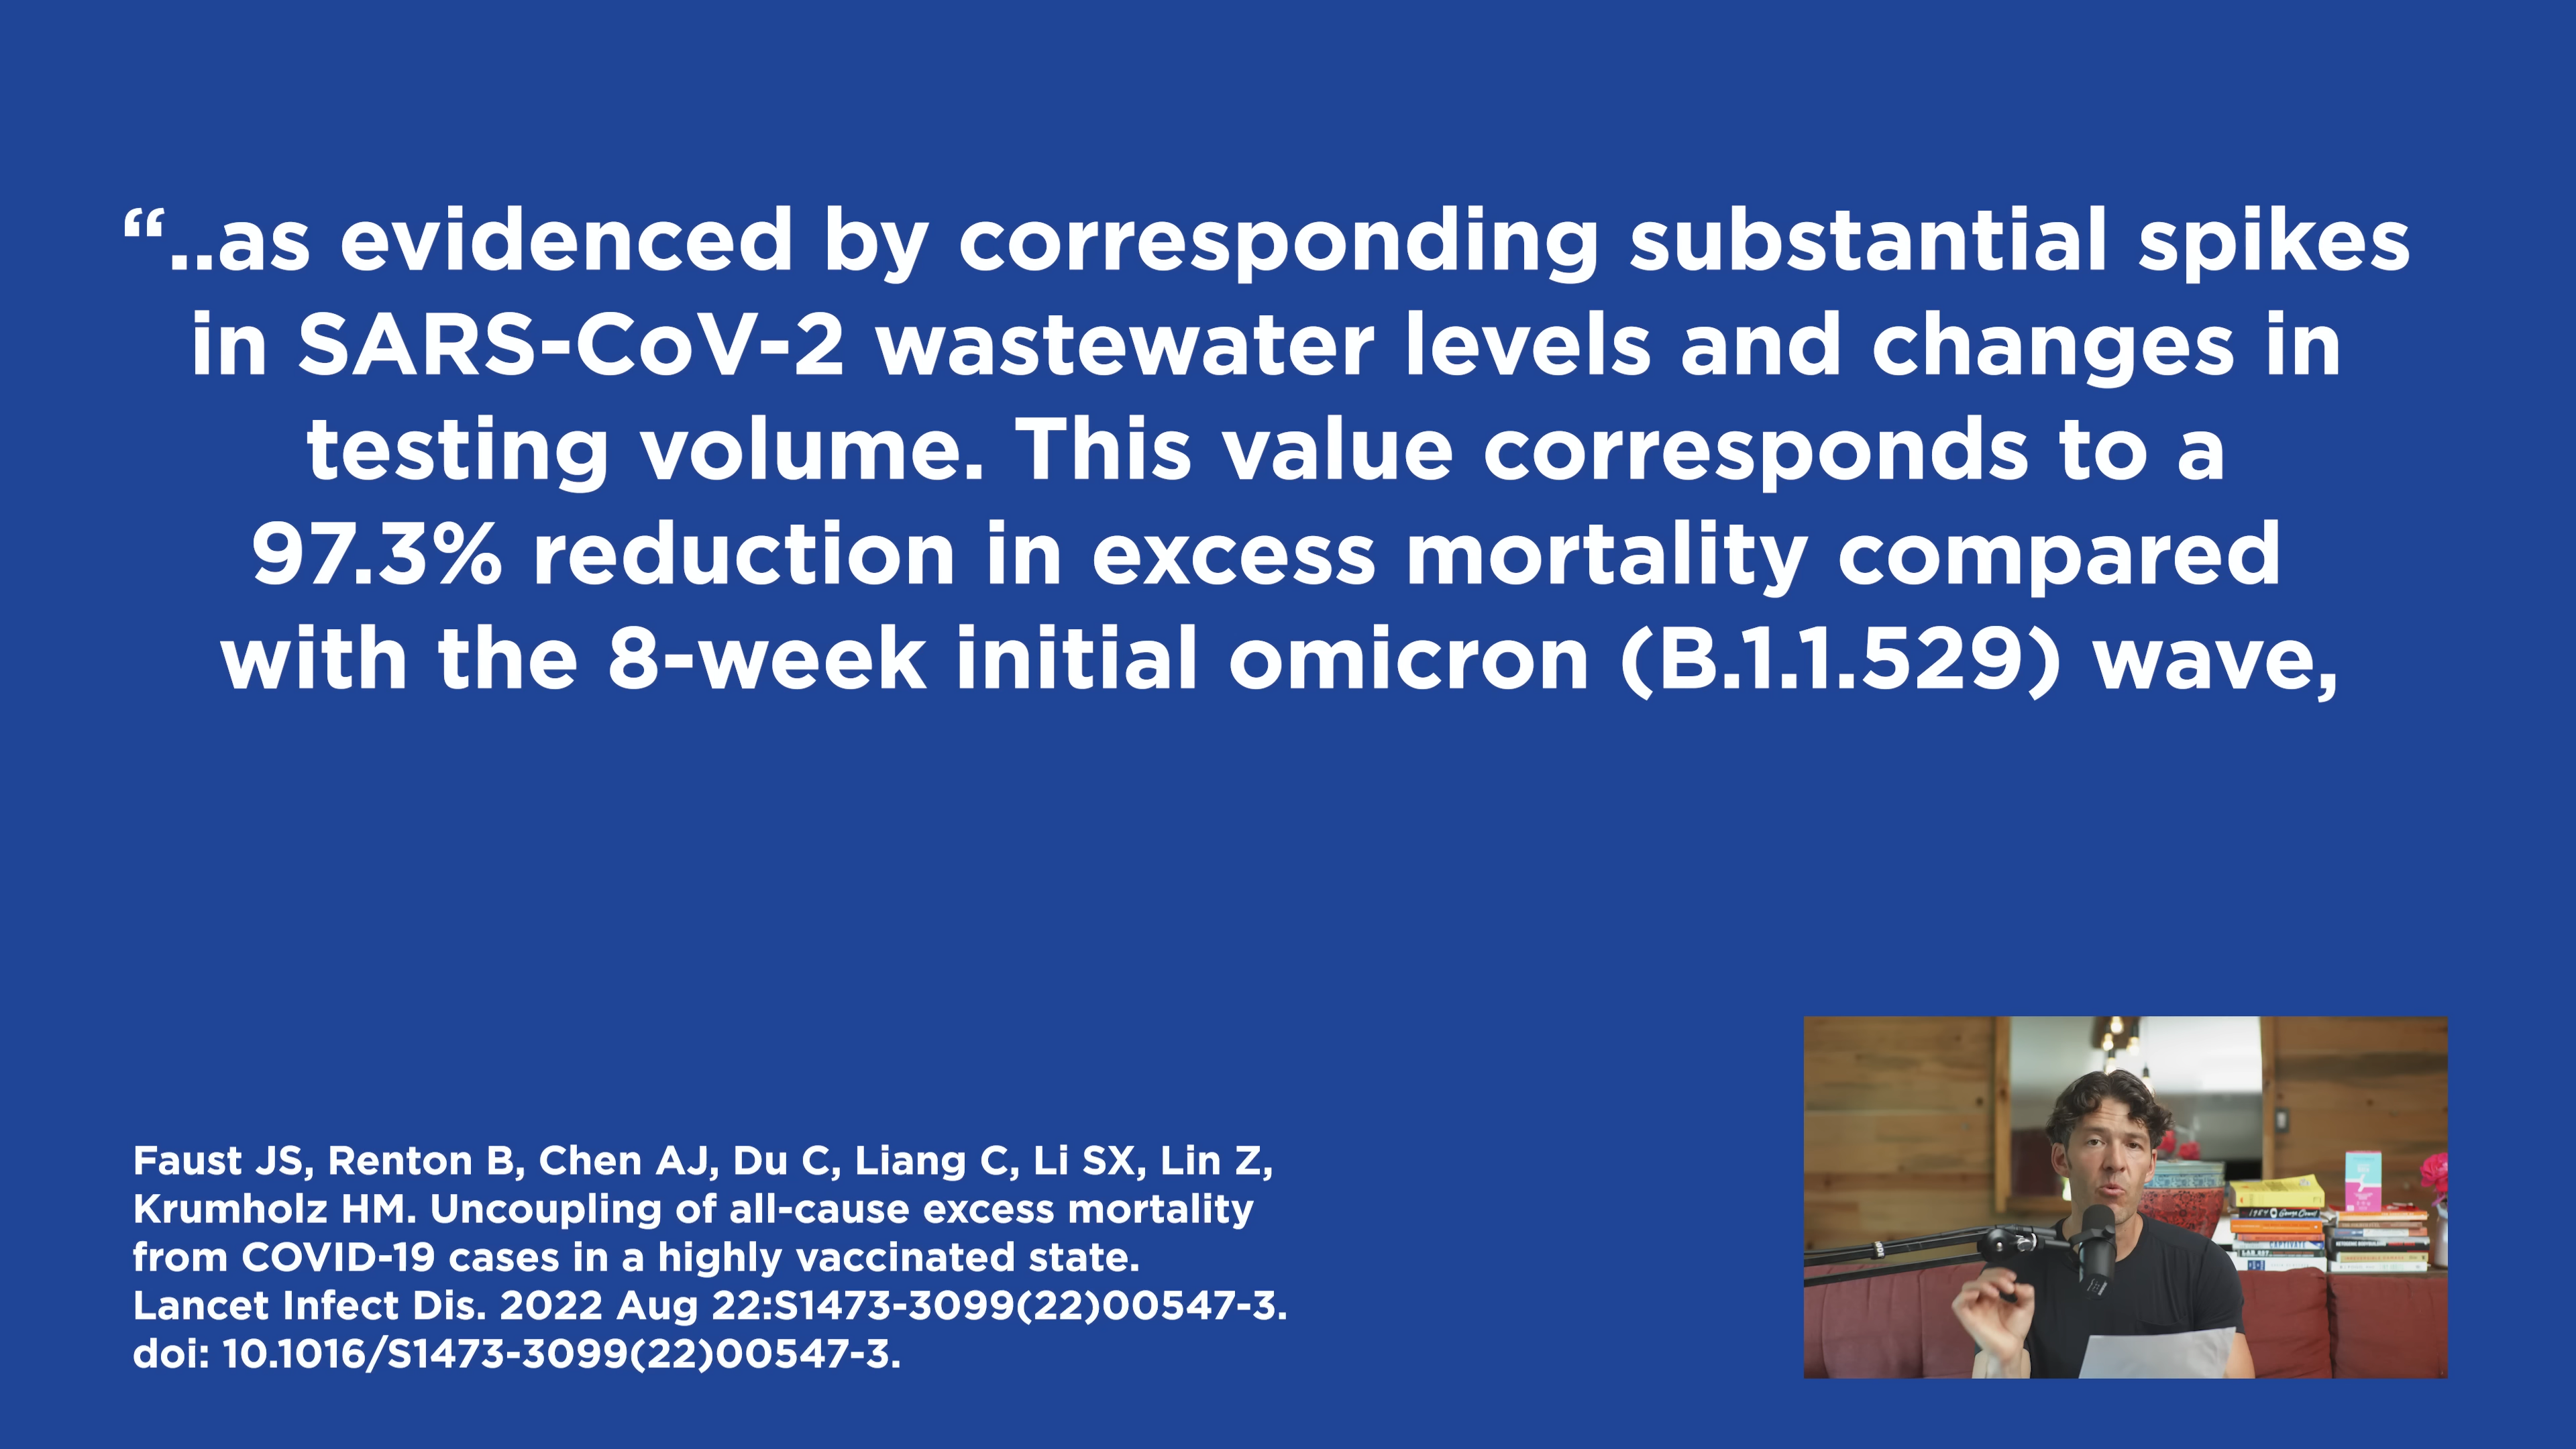 “..as evidenced by corresponding substantial spikes
in SARS-CoV-2 wastewater levels and changes in
testing volume. This value corresponds to a
97.3% reduction in excess mortality compared
with the 8-week initial omicron (B.1.1.529) wave,
Faust JS, Renton B, Chen AJ, Du C, Liang C, Li SX, Lin Z,
Krumholz HM. Uncoupling of all-cause excess mortality
from COVID-19 cases in a highly vaccinated state.
Lancet Infect Dis. 2022 Aug 22:S1473-3099(22)00547-3.
doi: 10.1016/S1473-3099(22)00547-3.
1984 George Orwell